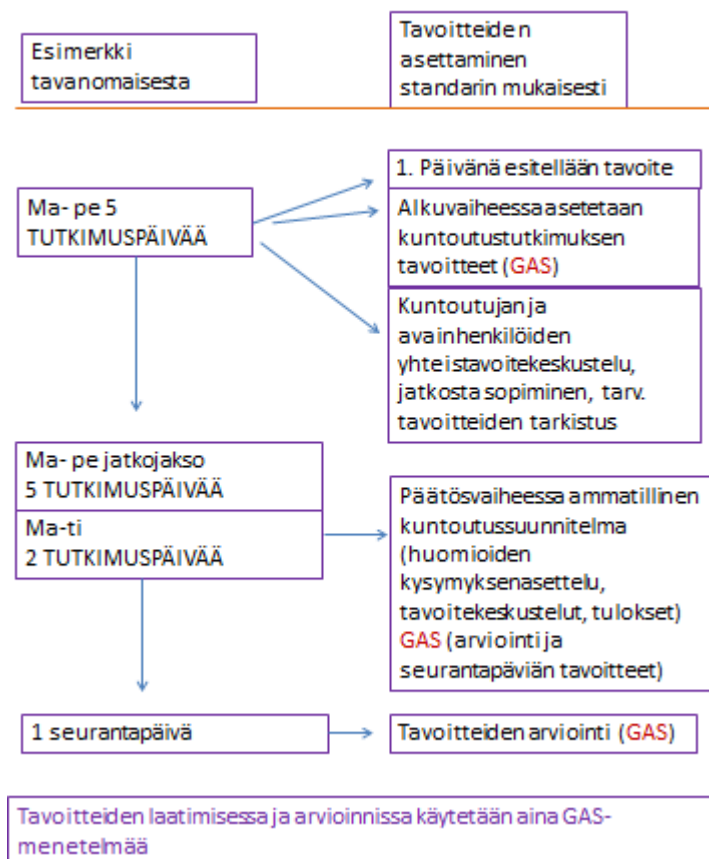 Esimerkki
tavanomaisesta
Tavoitteiden
asettaminen
standarin mukaisesti
Ma- pe 5
TUTKIMUSPÄIVÄÄ
1. Päivänä esitellään tavoite
Alkuvaiheessa asetetaan
kuntoutustutkimuksen
tavoitteet (GAS)
Kuntoutujan ja
avainhenkilöiden
yhteistavoitekeskustelu,
jatkosta sopiminen, tarv.
tavoitteiden tarkistus
Ma- pe jatkojakso
5 TUTKIMUSPÄIVÄÄ
Ma-ti
2 TUTKIMUSPÄIVÄÄ
Päätösvaiheessa ammatillinen
kuntoutussuunnitelma
(huomioiden
kysymyksenasettelu,
tavoitekeskustelut, tulokset)
GAS (arviointi ja
seurantapäviän tavoitteet)
1 seurantapäivä
Tavoitteiden arviointi (GAS)
Tavoitteiden laatimisessa ja arvioinnissa käytetään aina GAS-
menetelmää